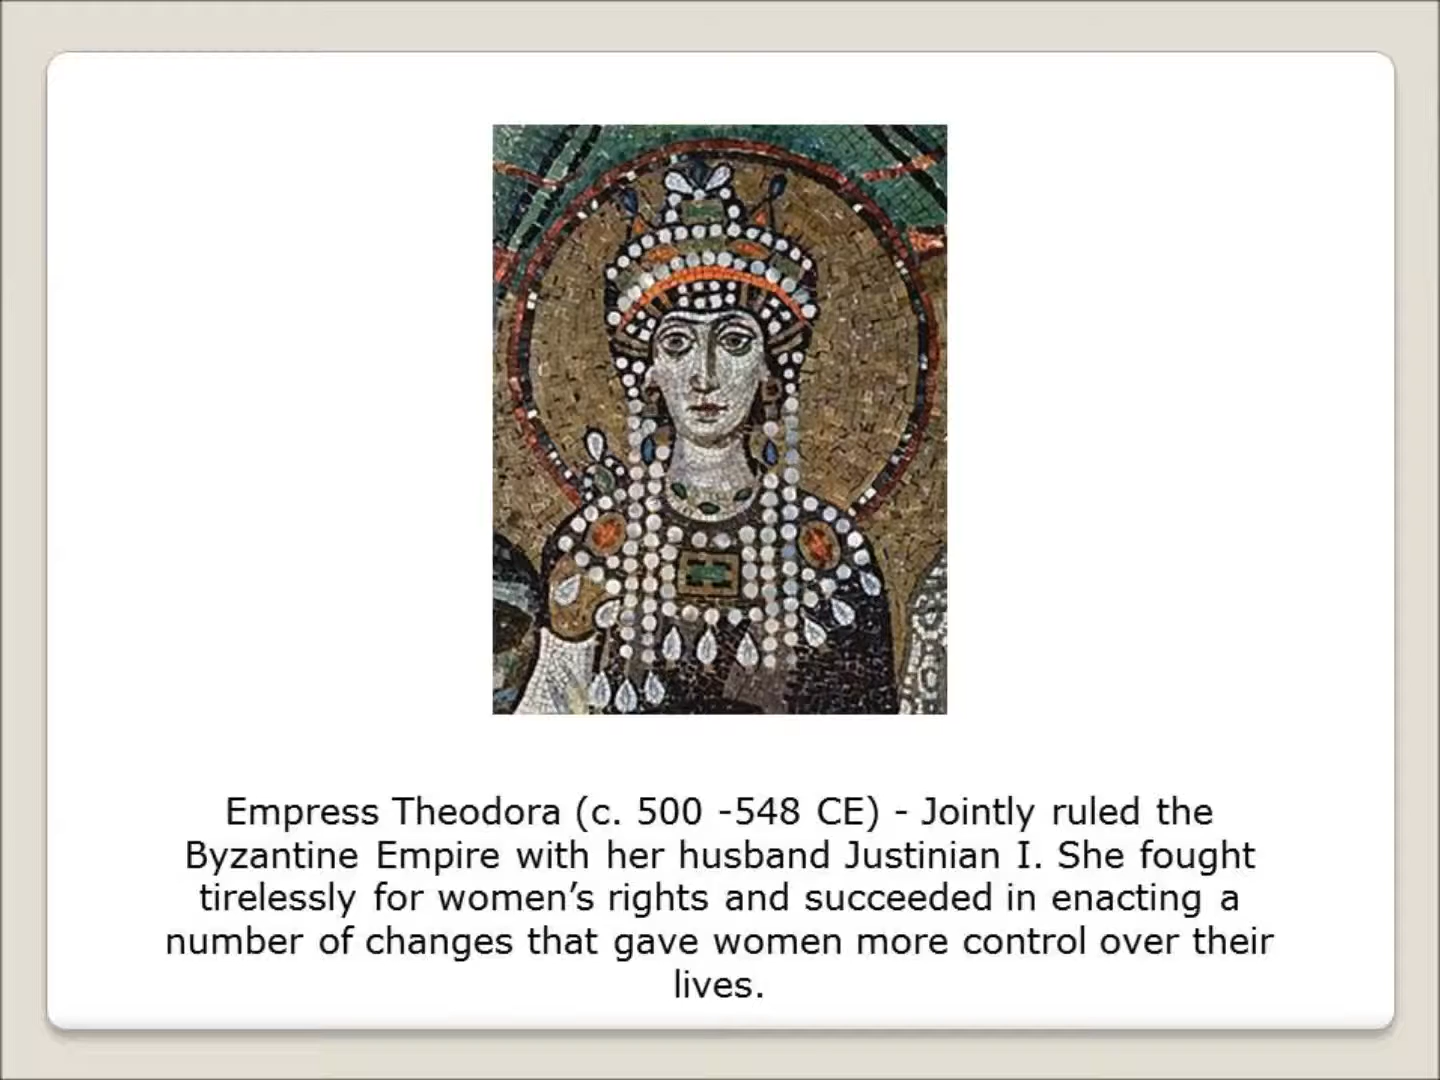 Empress Theodora (c. 500 -548 CE) - Jointly ruled the
Byzantine Empire with her husband Justinian I. She fought
tirelessly for women’s rights and succeeded in enacting a
number of changes that gave women more control over their
lives.